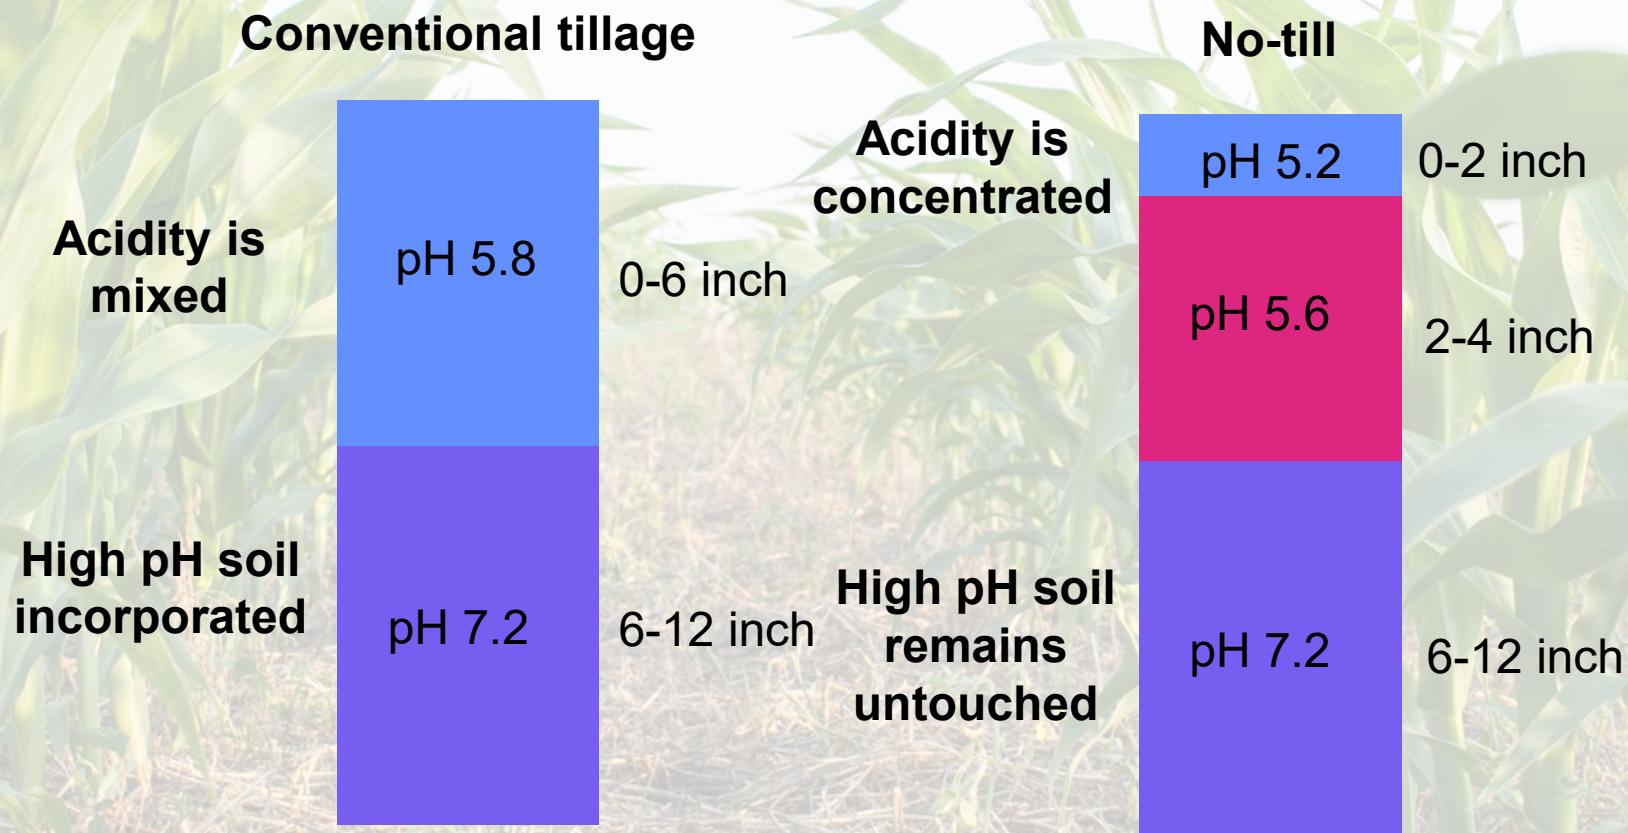 Conventional tillage
Acidity is
mixed
pH 5.8
0-6 inch
High pH soil
incorporated
pH 7.2
6-12 inch
No-till
Acidity is
concentrated
pH 5.2
0-2 inch
pH 5.6
2-4 inch
High pH soil
remains
untouched
pH 7.2
6-12 inch